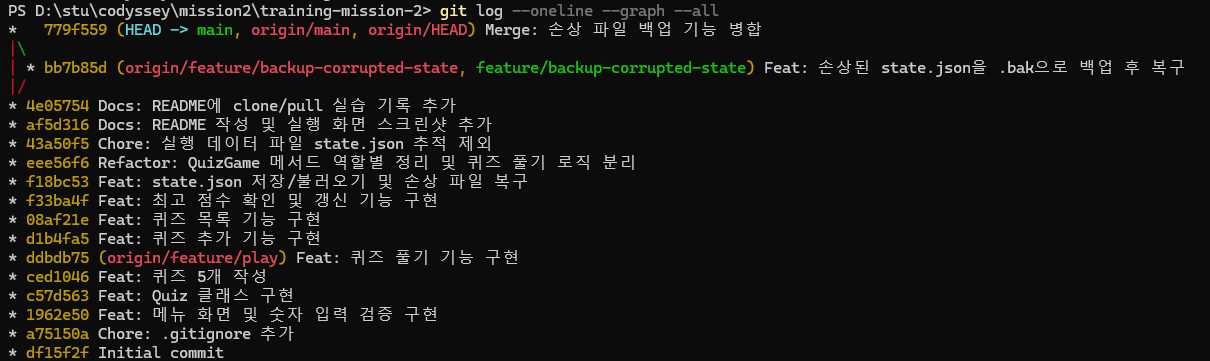 PS D:\stu\codyssey\mission2\training-mission-2> git log --oneline --graph --all
*   779f559 (HEAD -> main, origin/main, origin/HEAD) Merge: 손상 파일 백업 기능 병합
|\
| * bb7b85d (origin/feature/backup-corrupted-state, feature/backup-corrupted-state) Feat: 손상된 state.json을 .bak으로 백업 후 복구
|/
* 4e05754 Docs: README에 clone/pull 실습 기록 추가
* af5d316 Docs: README 작성 및 실행 화면 스크린샷 추가
* 43a50f5 Chore: 실행 데이터 파일 state.json 추적 제외
* eee56f6 Refactor: QuizGame 메서드 역할별 정리 및 퀴즈 풀기 로직 분리
* f18bc53 Feat: state.json 저장/불러오기 및 손상 파일 복구
* f33ba4f Feat: 최고 점수 확인 및 갱신 기능 구현
* 08af21e Feat: 퀴즈 목록 기능 구현
* d1b4fa5 Feat: 퀴즈 추가 기능 구현
* ddbdb75 (origin/feature/play) Feat: 퀴즈 풀기 기능 구현
* ced1046 Feat: 퀴즈 5개 작성
* c57d563 Feat: Quiz 클래스 구현
* 1962e50 Feat: 메뉴 화면 및 숫자 입력 검증 구현
* a75150a Chore: .gitignore 추가
* df15f2f Initial commit